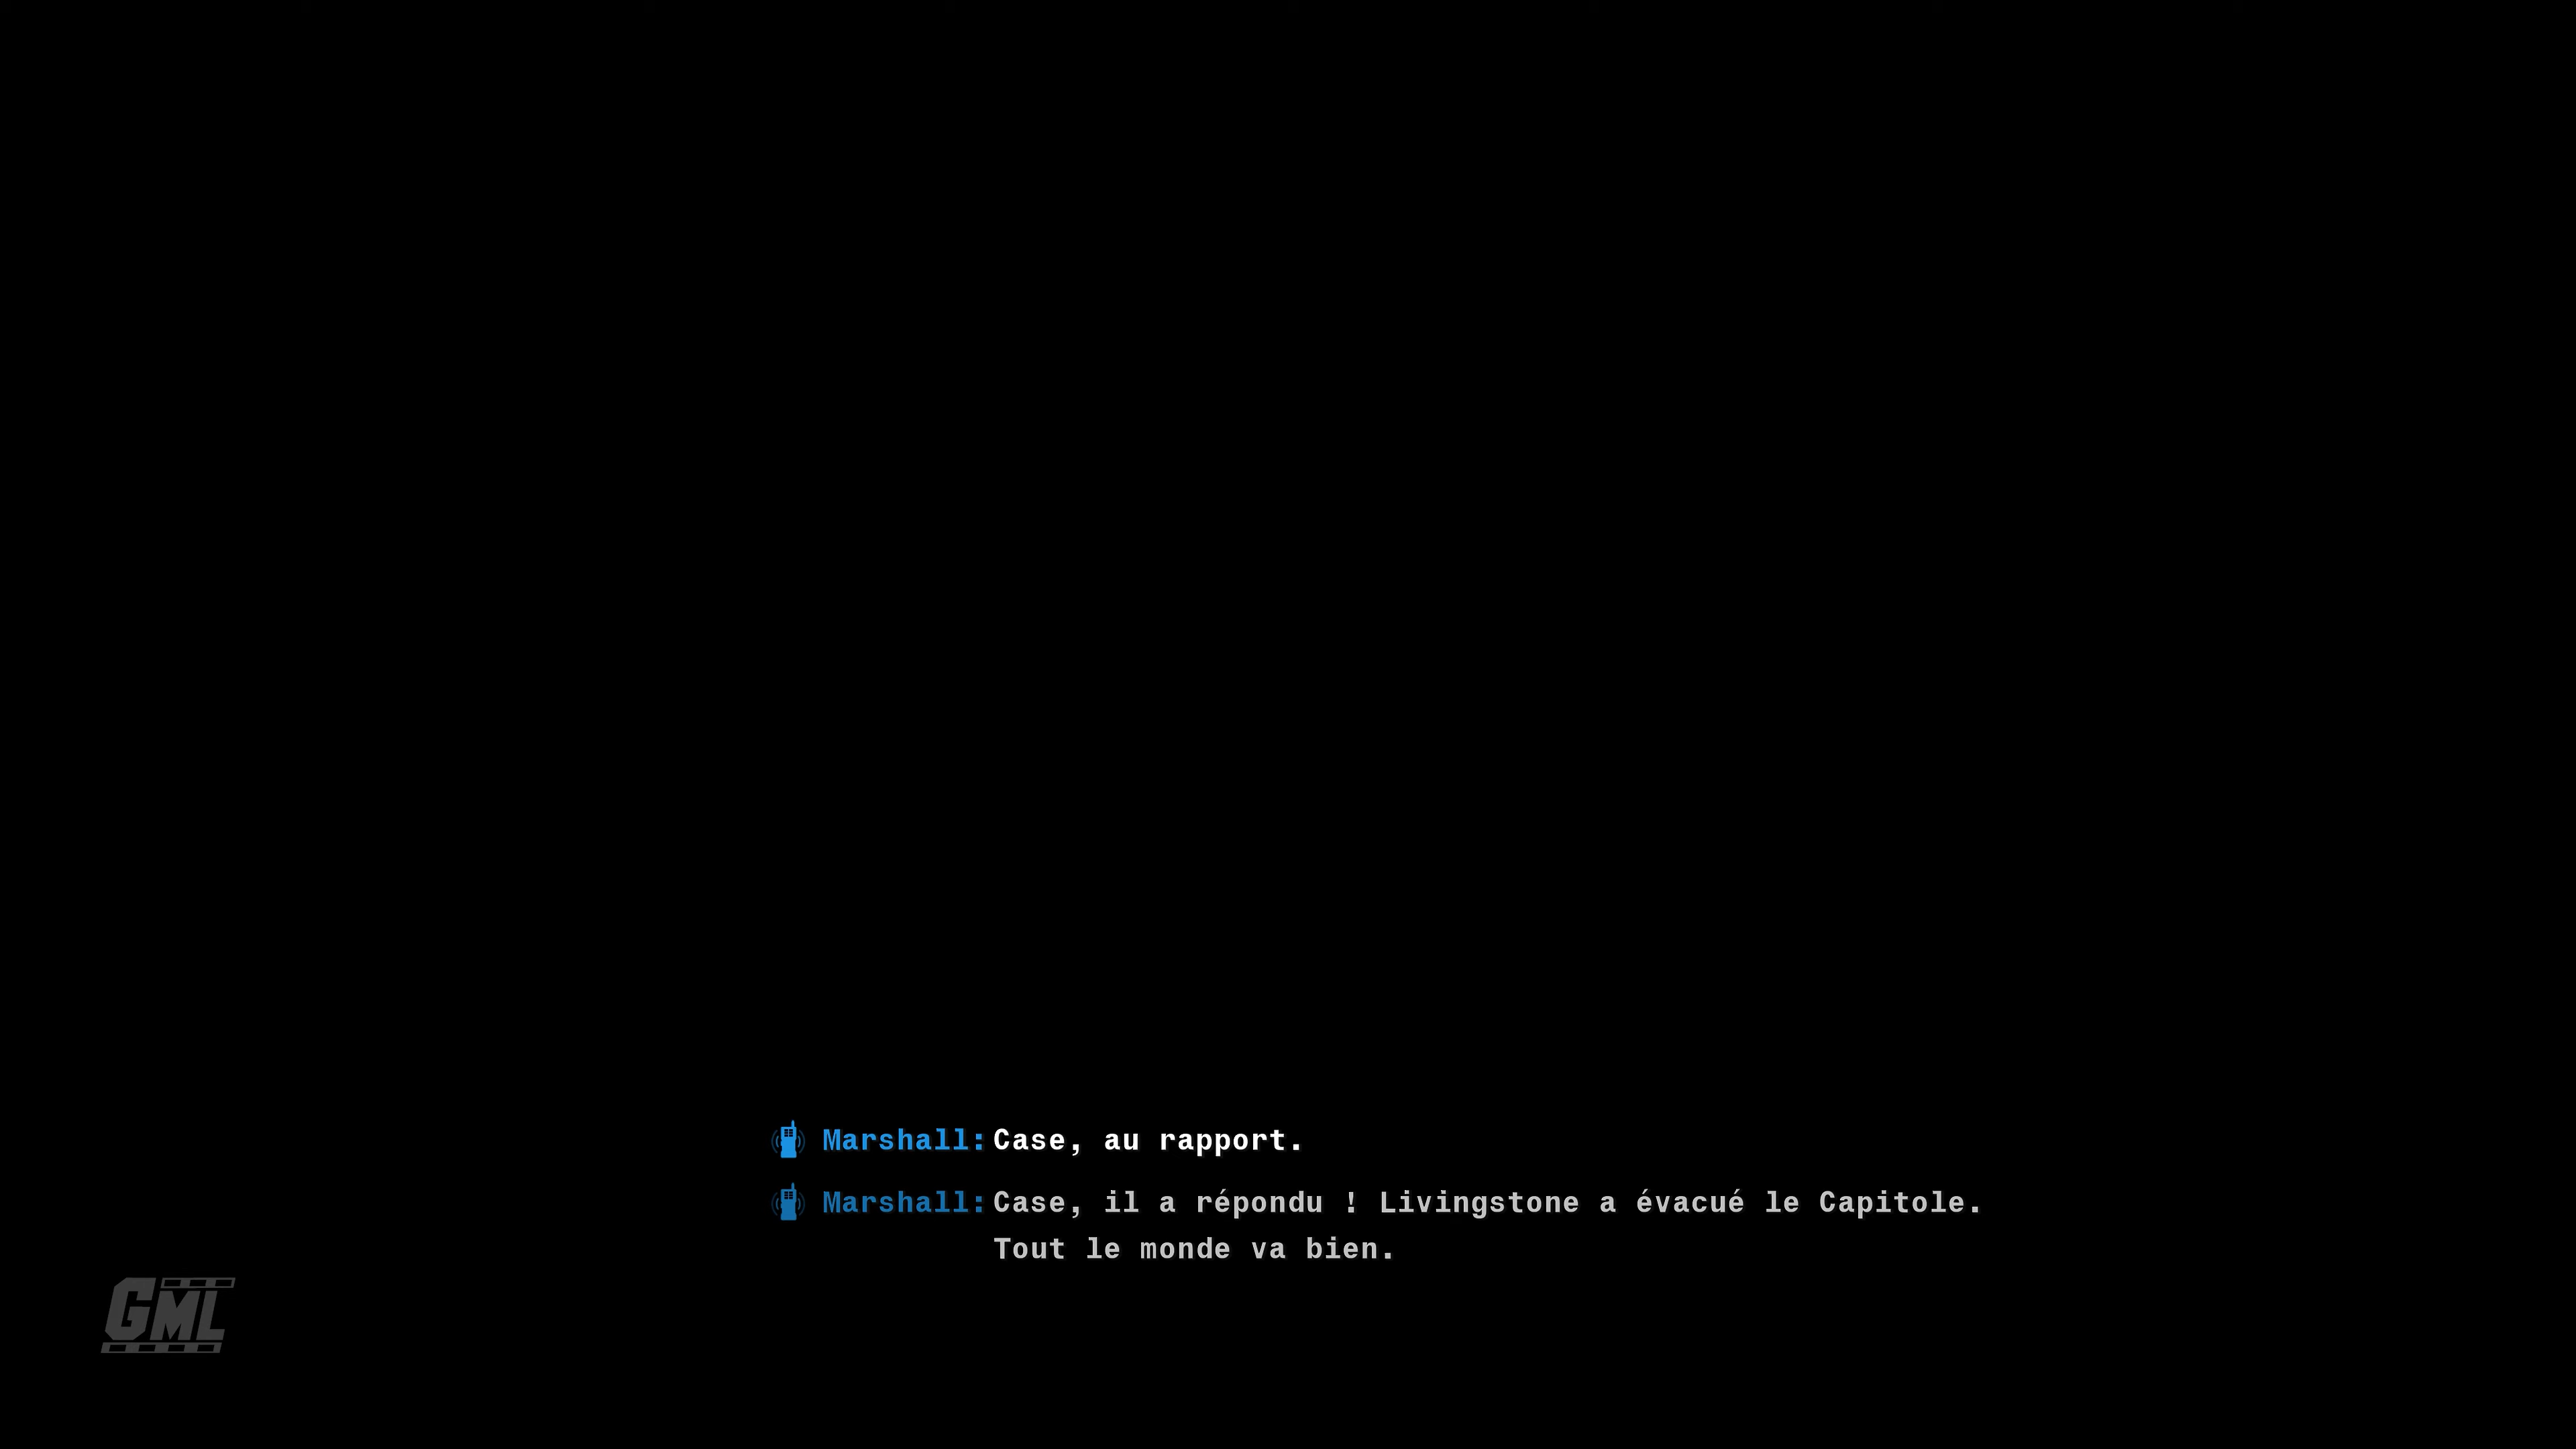 Marshall: Case, au rapport.
Marshall: Case, il a répondu ! Livingstone a évacué le Capitole.
Tout le monde va bien.
GML